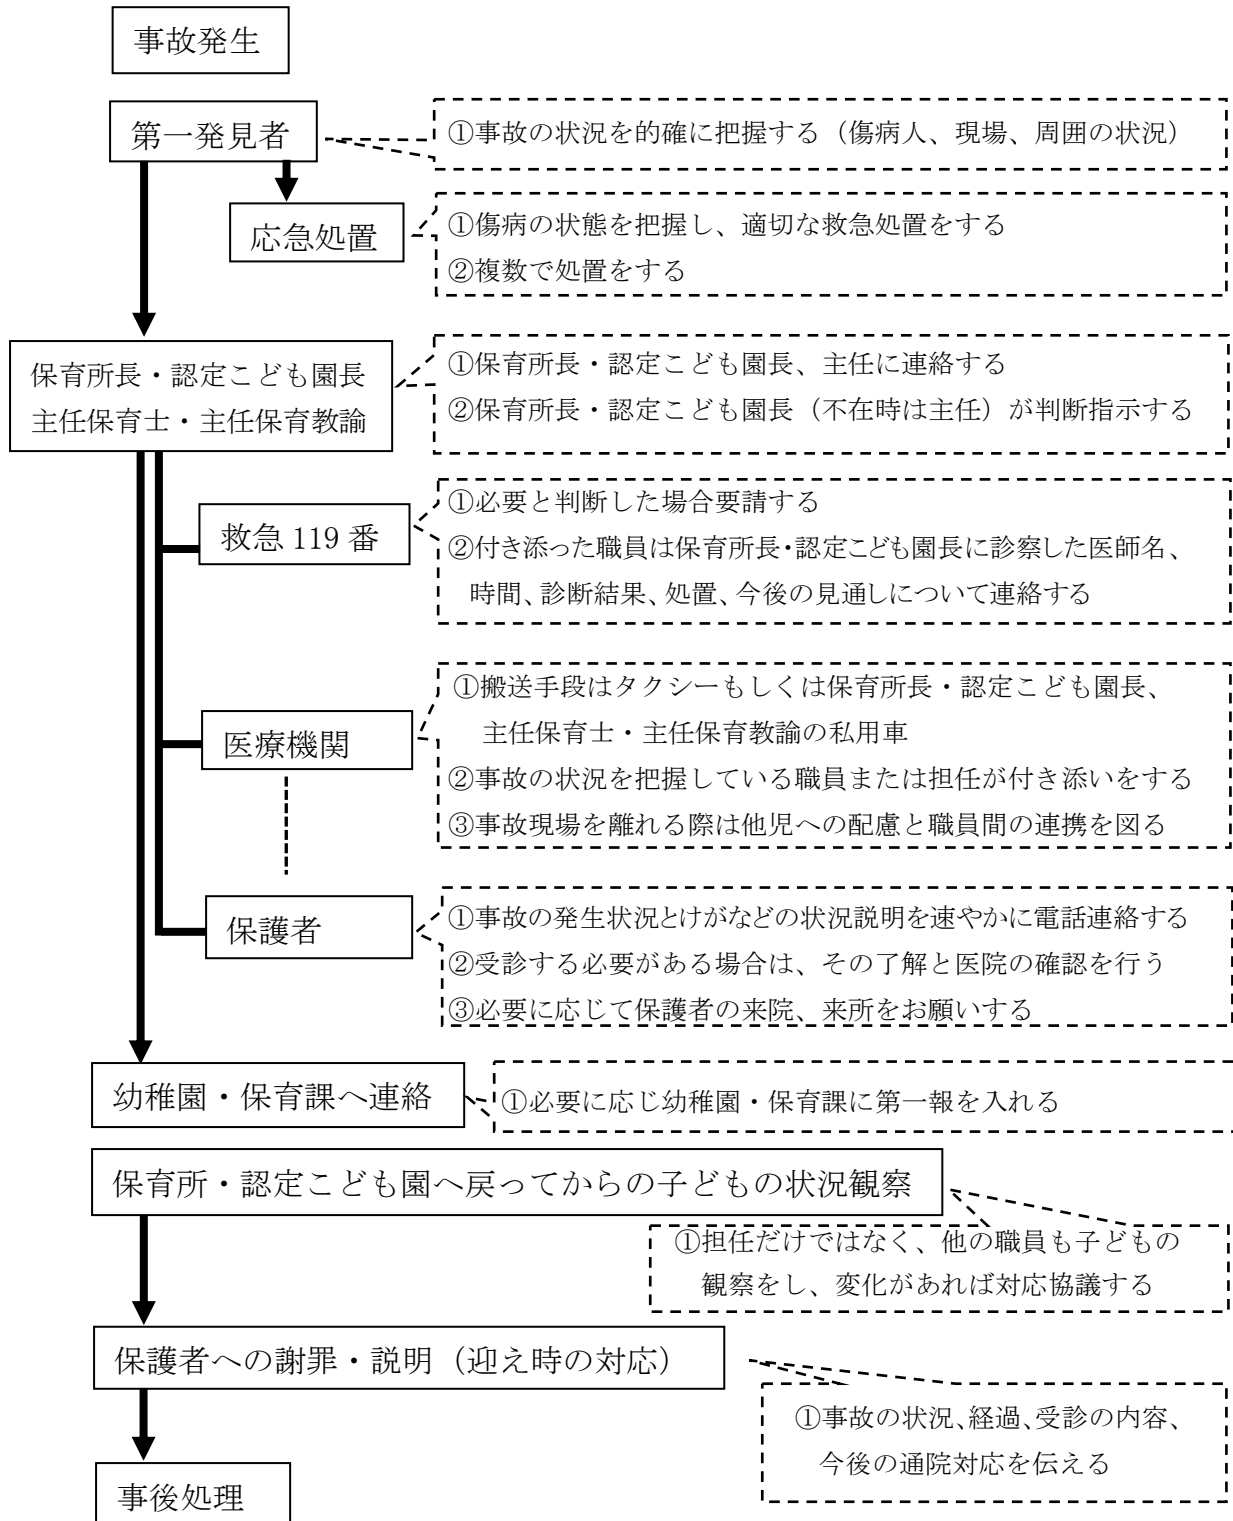 事故発生
第一発見者
①事故の状況を的確に把握する（傷病人、現場、周囲の状況）
応急処置
①傷病の状態を把握し、適切な救急処置をする
②複数で処置をする
保育所長・認定こども園長
主任保育士・主任保育教諭
①保育所長・認定こども園長、主任に連絡する
②保育所長・認定こども園長（不在時は主任）が判断指示する
救急 119 番
①必要と判断した場合要請する
②付き添った職員は保育所長・認定こども園長に診察した医師名、
時間、診断結果、処置、今後の見通しについて連絡する
医療機関
①搬送手段はタクシーもしくは保育所長・認定こども園長、
主任保育士・主任保育教諭の私用車
②事故の状況を把握している職員または担任が付き添いをする
③事故現場を離れる際は他児への配慮と職員間の連携を図る
保護者
①事故の発生状況とけがなどの状況説明を速やかに電話連絡する
②受診する必要がある場合は、その了解と医院の確認を行う
③必要に応じて保護者の来院、来所をお願いする
幼稚園・保育課へ連絡
①必要に応じ幼稚園・保育課に第一報を入れる
保育所・認定こども園へ戻ってからの子どもの状況観察
①担任だけではなく、他の職員も子どもの
観察をし、変化があれば対応協議する
保護者への謝罪・説明（迎え時の対応）
①事故の状況、経過、受診の内容、
今後の通院対応を伝える
事後処理